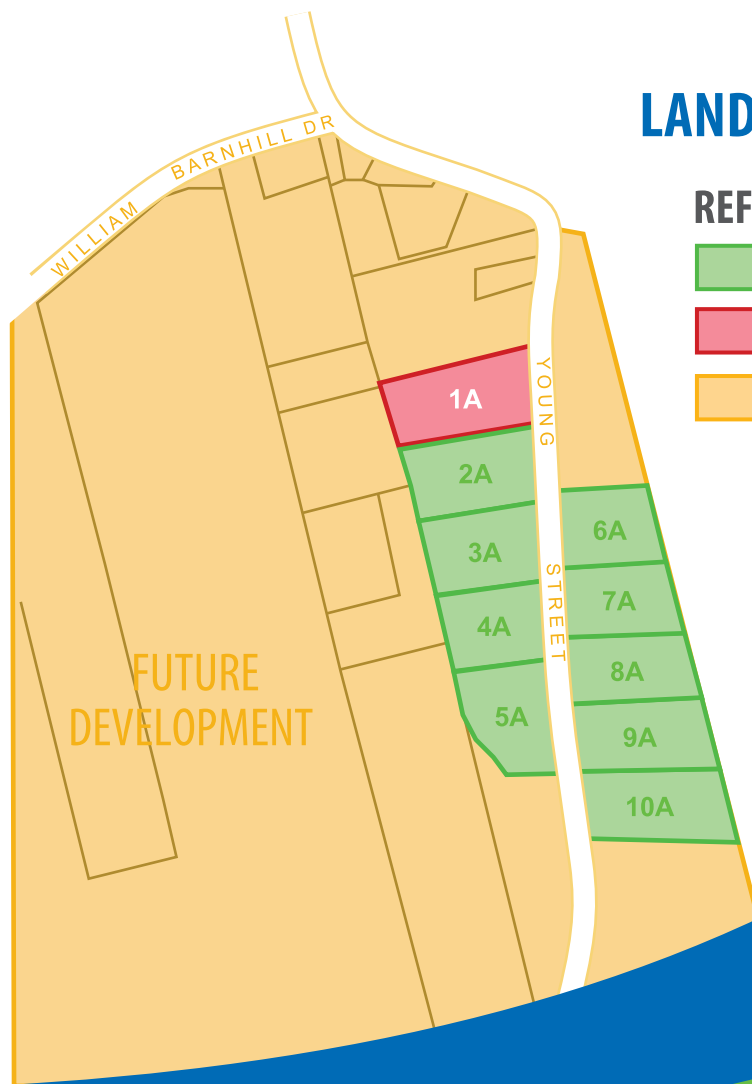 LAND
REF
WILLIAM BARNHILL DR
YOUNG STREET
1A
2A
3A
4A
5A
6A
7A
8A
9A
10A
FUTURE
DEVELOPMENT